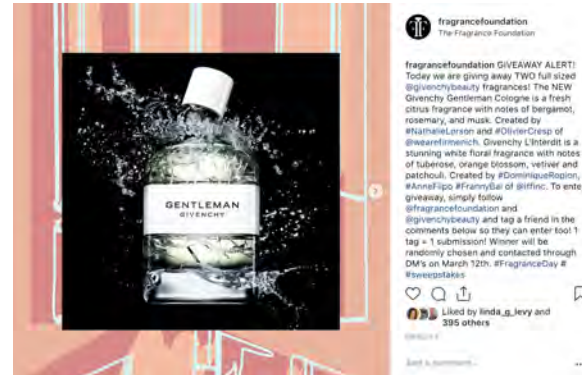 GENTLEMAN
GIVENCHY
fragrancefoundation
The Fragrance Foundation
fragrancefoundation GIVEAWAY ALERT!
Today we are giving away TWO full sized
@givenchybeauty fragrances! The NEW
Givenchy Gentleman Cologne is a fresh
citrus fragrance with notes of bergamot,
rosemary, and musk. Created by
#NathalieLorson and #OlivierCresp of
@wearefirmenich. Givenchy L'Interdit is a
stunning white floral fragrance with notes
of tuberose, orange blossom, vetiver and
patchouli. Created by #DominiqueRopion,
#AnneFlipo #FrannyBal of @iffinc. To ente
giveaway, simply follow
@fragrancefoundation and
@givenchybeauty and tag a friend in the
comments below so they can enter too! 1
tag = 1 submission! Winner will be
randomly chosen and contacted through
DM's on March 12th. #FragranceDay #
#sweepstakes
Liked by linda_g_levy and
395 others
Add a comment...